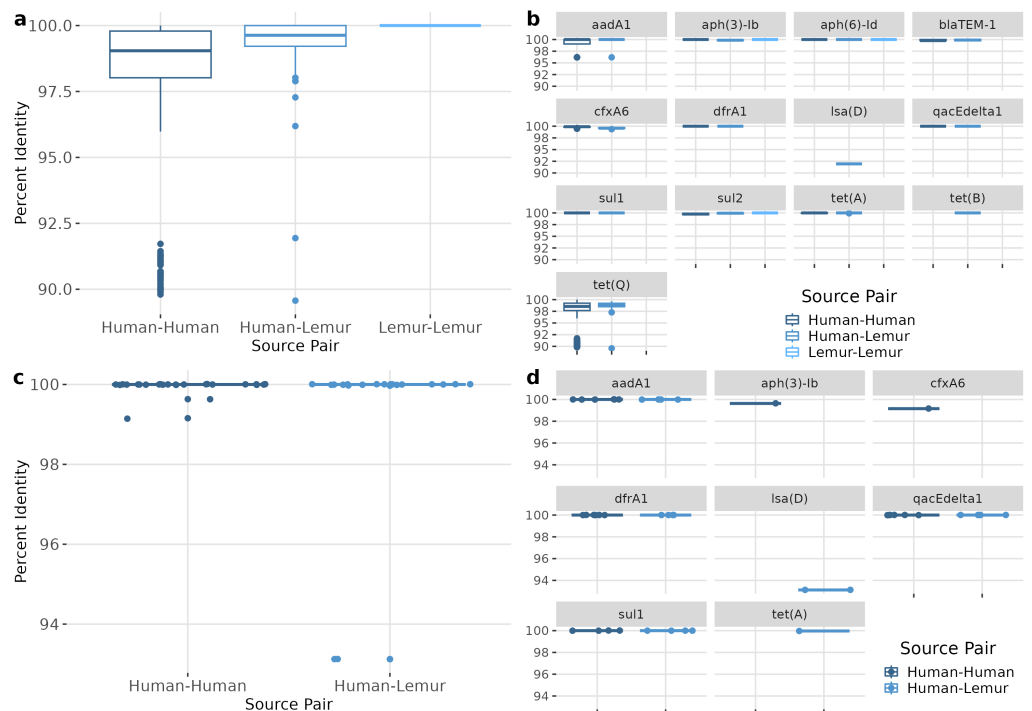 a
Percent Identity
100.0
97.5
95.0
92.5
90.0
Human-Human Human-Lemur Lemur-Lemur
Source Pair
b
aadA1 aph(3)-Ib aph(6)-Id blaTEM-1
100
98
95
92
90
cfxA6 dfrA1 lsa(D) qacEdelta1
100
98
95
92
90
sul1 sul2 tet(A) tet(B)
100
98
95
92
90
tet(Q)
100
98
95
92
90
Source Pair
Human-Human
Human-Lemur
Lemur-Lemur
c
Percent Identity
100
98
96
94
Human-Human Human-Lemur
Source Pair
d
aadA1 aph(3)-Ib cfxA6
100
98
96
94
dfrA1 lsa(D) qacEdelta1
100
98
96
94
sul1 tet(A)
100
98
96
94
Source Pair
Human-Human
Human-Lemur